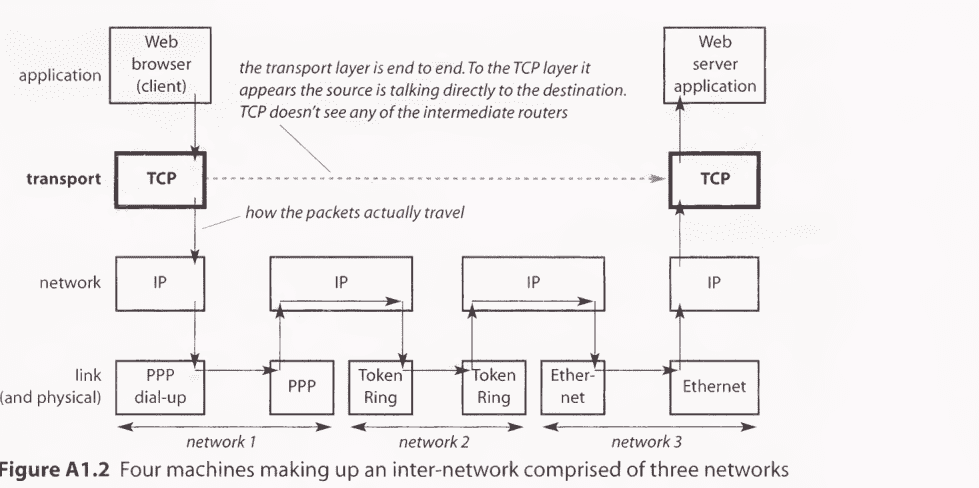 Web
browser
(client)
Web
server
application
application
the transport layer is end to end. To the TCP layer it
appears the source is talking directly to the destination.
TCP doesn't see any of the intermediate routers
transport
TCP
TCP
how the packets actually travel
network
IP
IP
IP
IP
link
(and physical)
PPP
dial-up
PPP
Token
Ring
Token
Ring
Ether-
net
Ethernet
network 1
network 2
network 3
Figure A1.2 Four machines making up an inter-network comprised of three networks